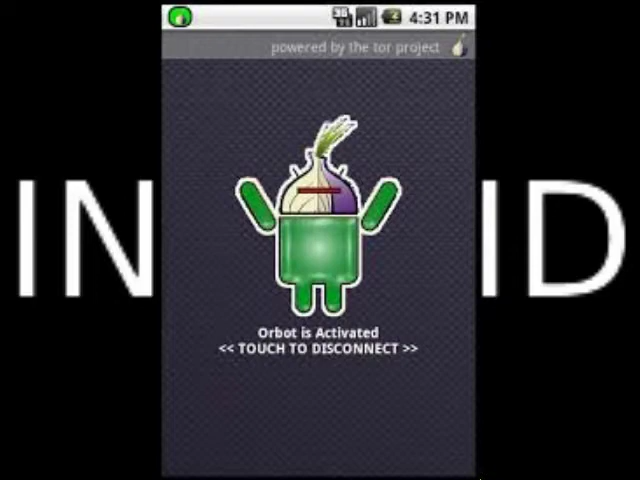 4:31 PM
powered by the tor project
IN
ID
Orbot is Activated
<< TOUCH TO DISCONNECT >>